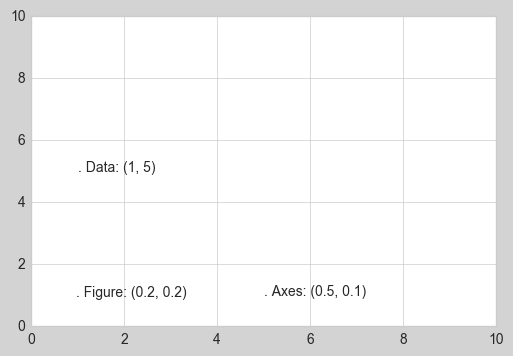 10
8
6
. Data: (1, 5)
4
2
. Figure: (0.2, 0.2) . Axes: (0.5, 0.1)
0
0 2 4 6 8 10